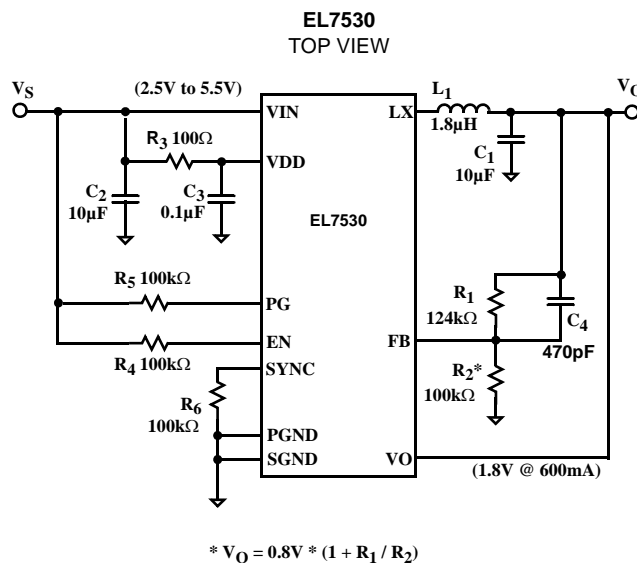 EL7530
TOP VIEW
VS
(2.5V to 5.5V)
VIN
LX
L1
1.8µH
VO
R3 100Ω
VDD
C2
10µF
C3
0.1µF
C1
10µF
EL7530
R5 100kΩ
PG
R1
124kΩ
C4
470pF
EN
R4 100kΩ
FB
SYNC
R2*
100kΩ
R6
100kΩ
PGND
SGND
VO
(1.8V @ 600mA)
* VO = 0.8V * (1 + R1 / R2)